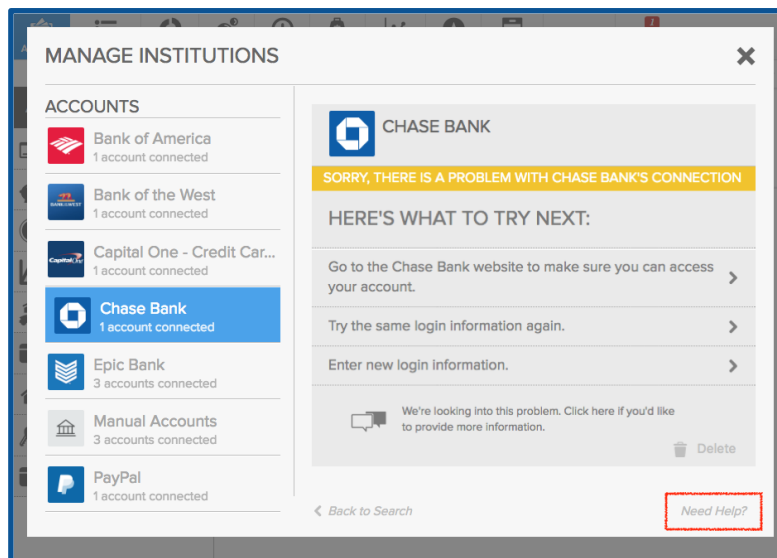 MANAGE INSTITUTIONS
ACCOUNTS
Bank of America
1 account connected
Bank of the West
1 account connected
Capital One - Credit Car...
1 account connected
Chase Bank
1 account connected
Epic Bank
3 accounts connected
Manual Accounts
3 accounts connected
PayPal
1 account connected
CHASE BANK
SORRY, THERE IS A PROBLEM WITH CHASE BANK'S CONNECTION
HERE'S WHAT TO TRY NEXT:
Go to the Chase Bank website to make sure you can access
your account.
Try the same login information again.
Enter new login information.
We're looking into this problem. Click here if you'd like
to provide more information.
Delete
Back to Search
Need Help?